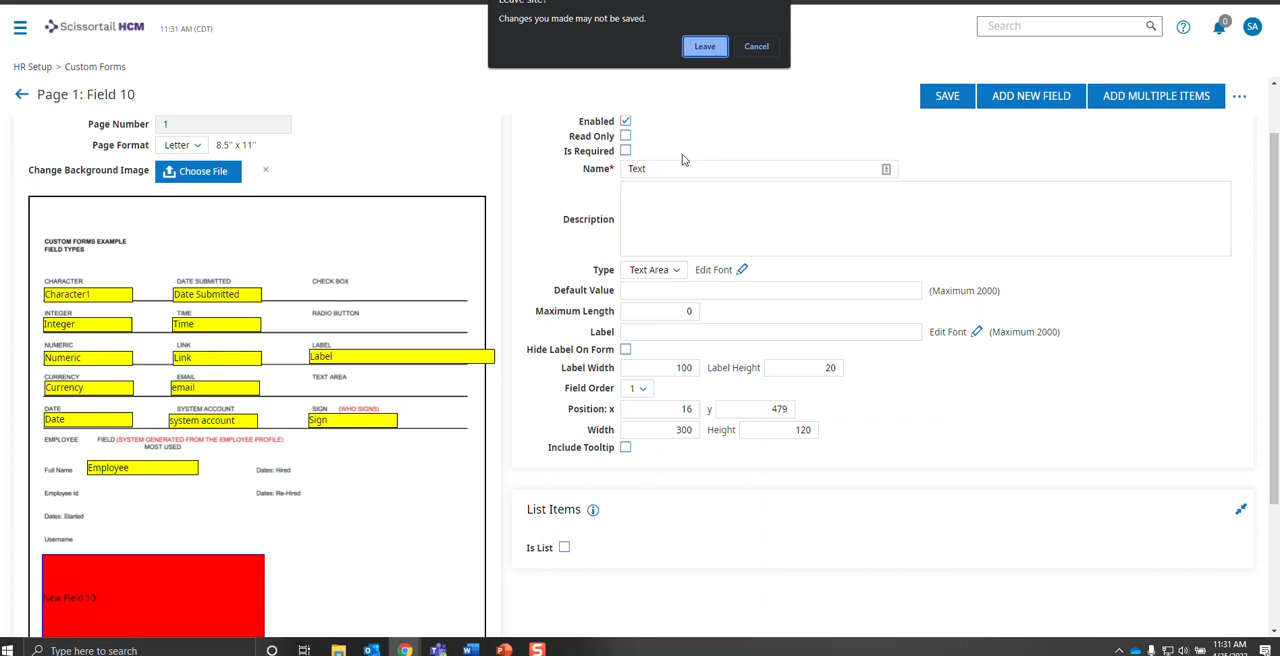 Leave site?
Changes you made may not be saved.
Leave Cancel
Scissortail HCM 11:31 AM (CDT)
Search
0
SA
HR Setup > Custom Forms
Page 1: Field 10
SAVE ADD NEW FIELD ADD MULTIPLE ITEMS ...
Page Number 1
Page Format Letter 8.5" x 11"
Change Background Image Choose File ×
CUSTOM FORMS EXAMPLE
FIELD TYPES
CHARACTER DATE SUBMITTED CHECK BOX
Character1 Date Submitted
INTEGER TIME RADIO BUTTON
Integer Time
NUMERIC LINK LABEL
Numeric Link Label
CURRENCY EMAIL TEXT AREA
Currency email
DATE SYSTEM ACCOUNT SIGN (WHO SIGNS)
Date system account Sign
EMPLOYEE FIELD (SYSTEM GENERATED FROM THE EMPLOYEE PROFILE)
MOST USED
Full Name Employee Dates: Hired
Employee Id Dates: Re-Hired
Dates: Started
Username
New Field 10
Enabled
Read Only
Is Required
Name* Text
Description
Type Text Area Edit Font
Default Value (Maximum 2000)
Maximum Length 0
Label Edit Font (Maximum 2000)
Hide Label On Form
Label Width 100 Label Height 20
Field Order 1
Position: x 16 y 479
Width 300 Height 120
Include Tooltip
List Items
Is List
Type here to search
11:31 AM